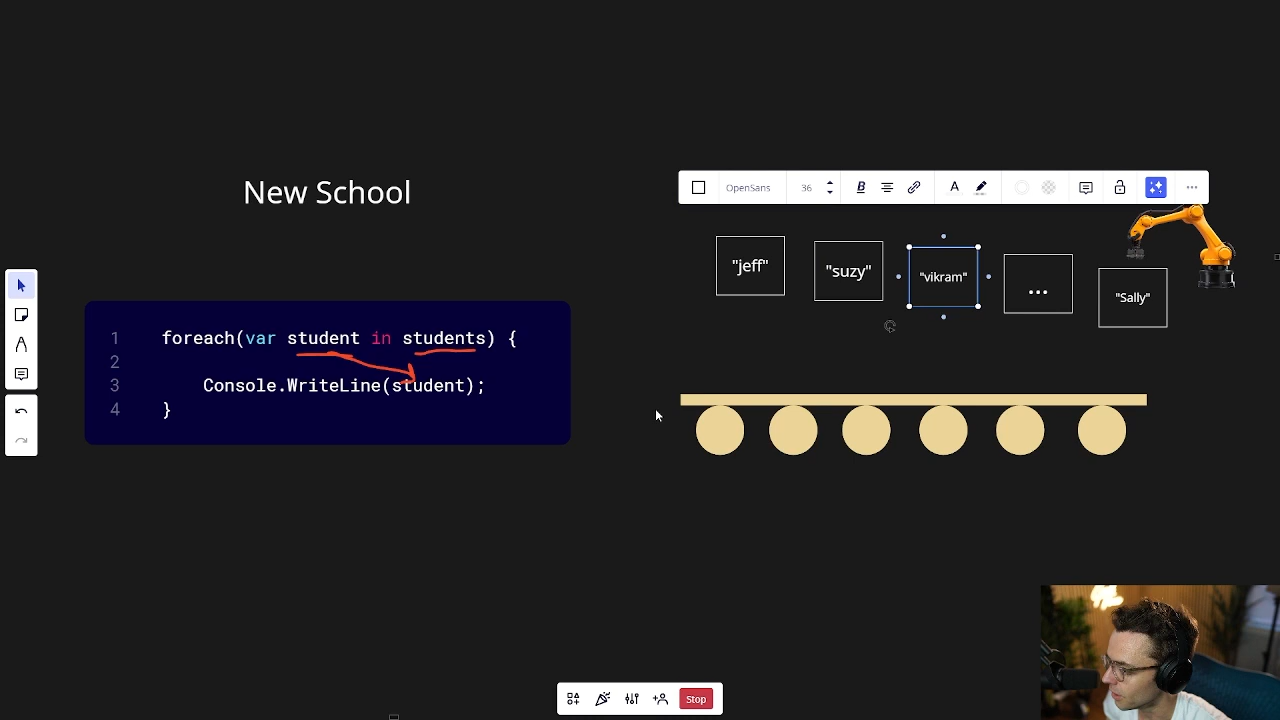 New School
OpenSans 36 B A
"jeff"
"suzy"
"vikram"
...
"Sally"
1 foreach(var student in students) {
2
3 Console.WriteLine(student);
4 }
Stop